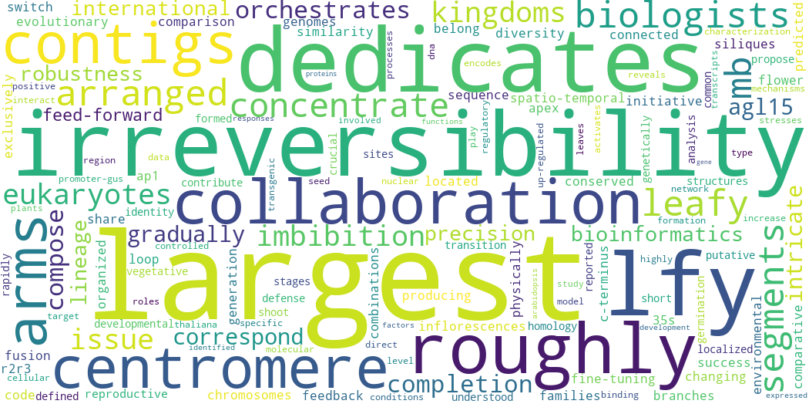 switch international orchestrates kingdoms biologists
evolutionary comparison genomes belong diversity connected
contigs dedicates similarity processes dna encodes reveals characterization predicted
positive robustness siliques common transcripts mechanisms
exclusively interact arranged concentrate sequence spatio-temporal initiative propose flower mb
feed-forward formed responses apex regulatory agl15 stresses
irreversibility
region data involved crucial sites functions play up-regulated leaves activates genetically analysis type gene
promoter-gus ap1 contribute transgenic seed nuclear located conserved structures network
eukaryotes collaboration leafy
plants identity share gradually imbibition precision bioinformatics formation increase
arms compose lineage organized loop controlled transition reported putative intricate
vegetative stages combinations physically c-terminus highly segments
rapidly roles generation defense producing arabidopsis study model short environmental comparative
largest lfy
target developmental thaliana shoot specific factors inflorescences homology 35s germination development
issue correspond direct molecular identified level roughly localized success
fusion centromere binding fine-tuning changing
r2r3 cellular proteins completion
code defined reproductive chromosomes feedback conditions understood families branches expressed